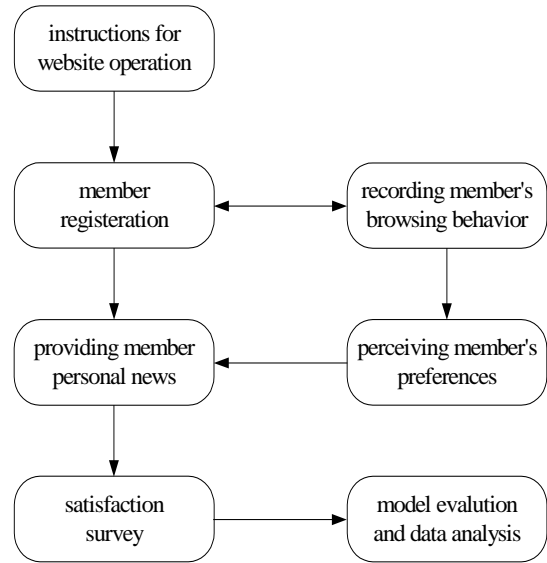 instructions for
website operation
member
registeration
recording member's
browsing behavior
providing member
personal news
perceiving member's
preferences
satisfaction
survey
model evalution
and data analysis